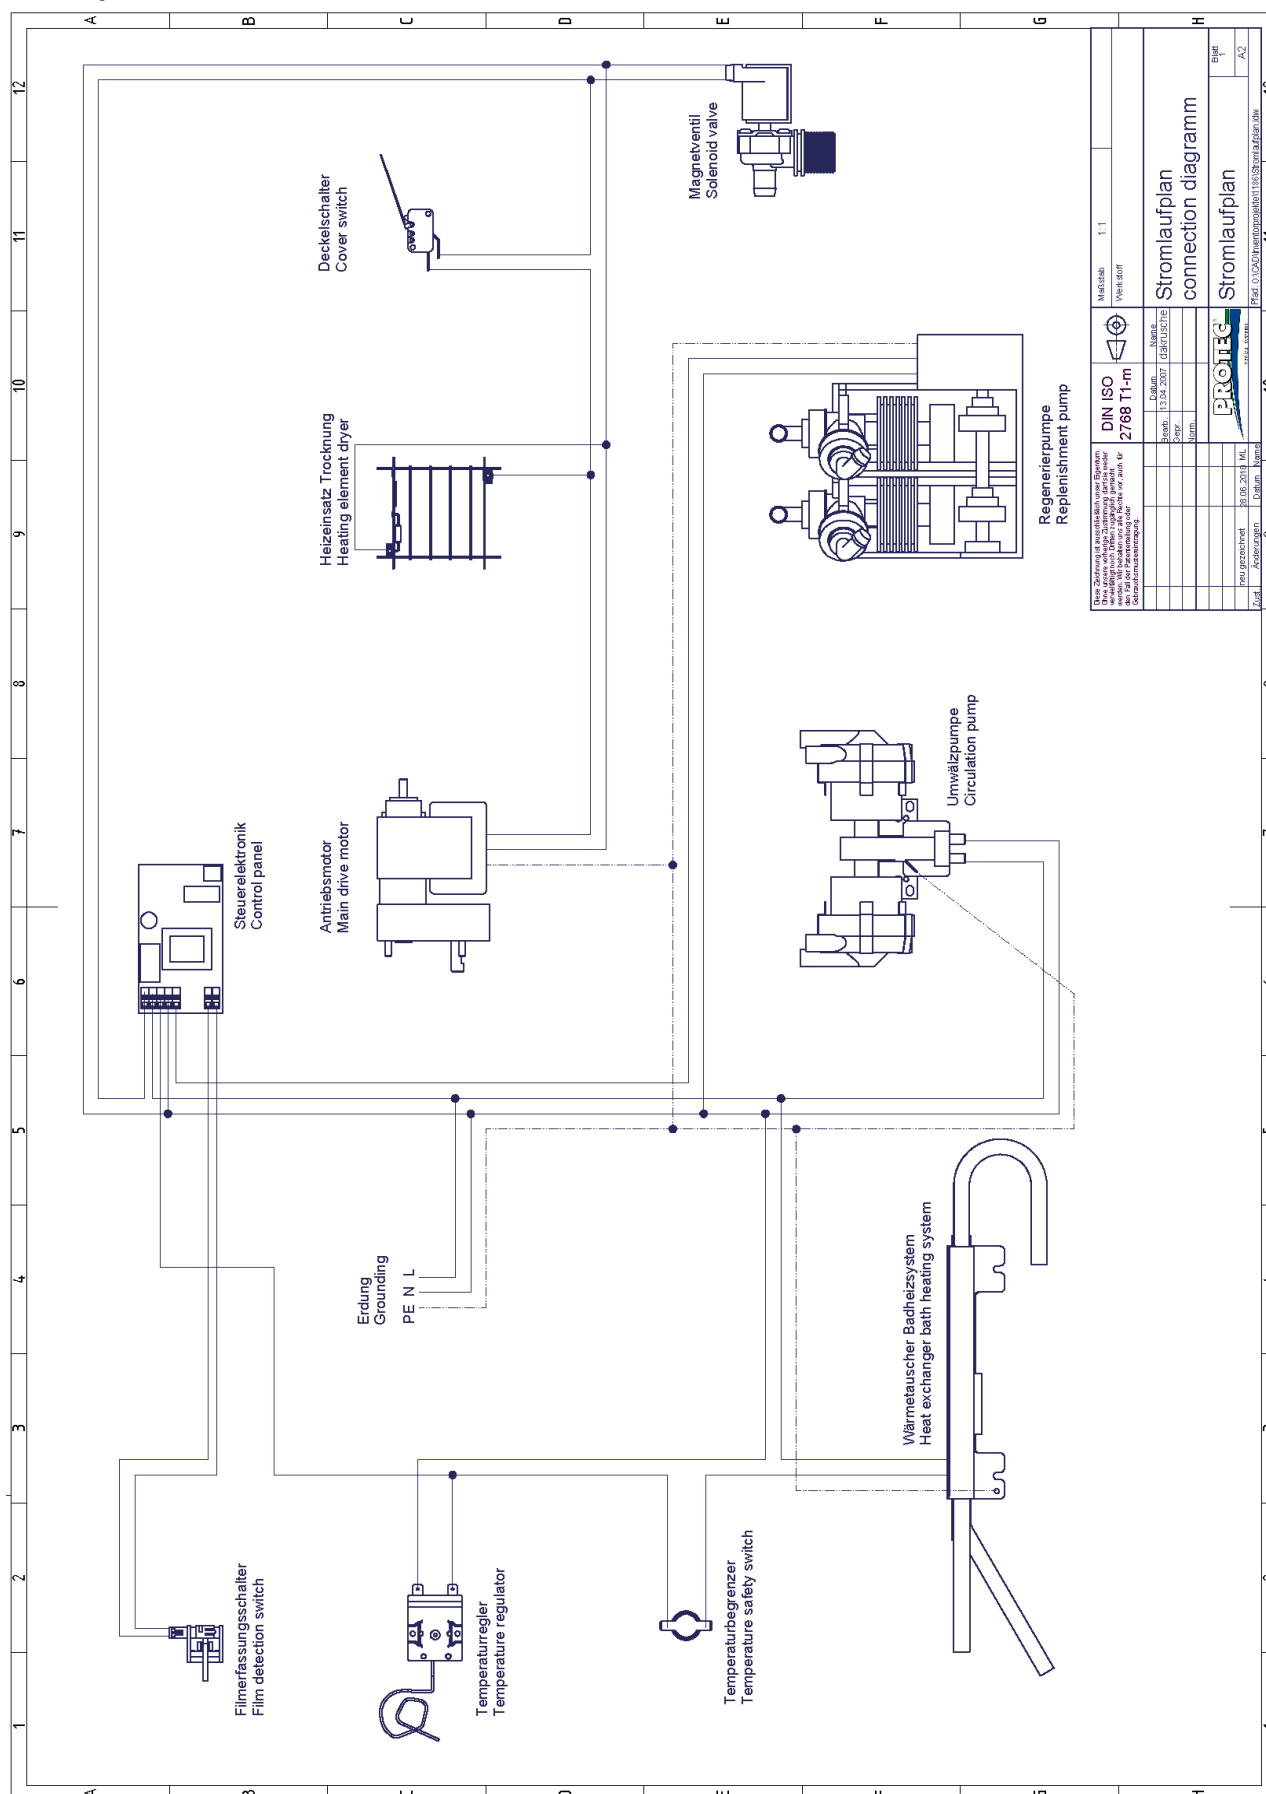 Steuerelektronik
Control panel
Antriebsmotor
Main drive motor
Heizeinsatz Trocknung
Heating element dryer
Deckelschalter
Cover switch
Magnetventil
Solenoid valve
Regenerierpumpe
Replenishment pump
Umwälzpumpe
Circulation pump
Erdung
Grounding
PE N L
Filmerfassungsschalter
Film detection switch
Temperaturregler
Temperature regulator
Temperaturbegrenzer
Temperature safety switch
Wärmetauscher Badheizsystem
Heat exchanger bath heating system
Maßstab 1:1
Werkstoff
DIN ISO
2768 T1-m
Datum Name
Bearb. 13.04.2007 dakrusche
Gepr.
Norm
Stromlaufplan
connection diagramm
PROTEC
Stromlaufplan
Blatt
1
A2
neu gezeichnet 28.06.2010 ML
Zust. Änderungen Datum Name
1 2 3 4 5 6 7 8 9 10 11 12
A B C D E F G H